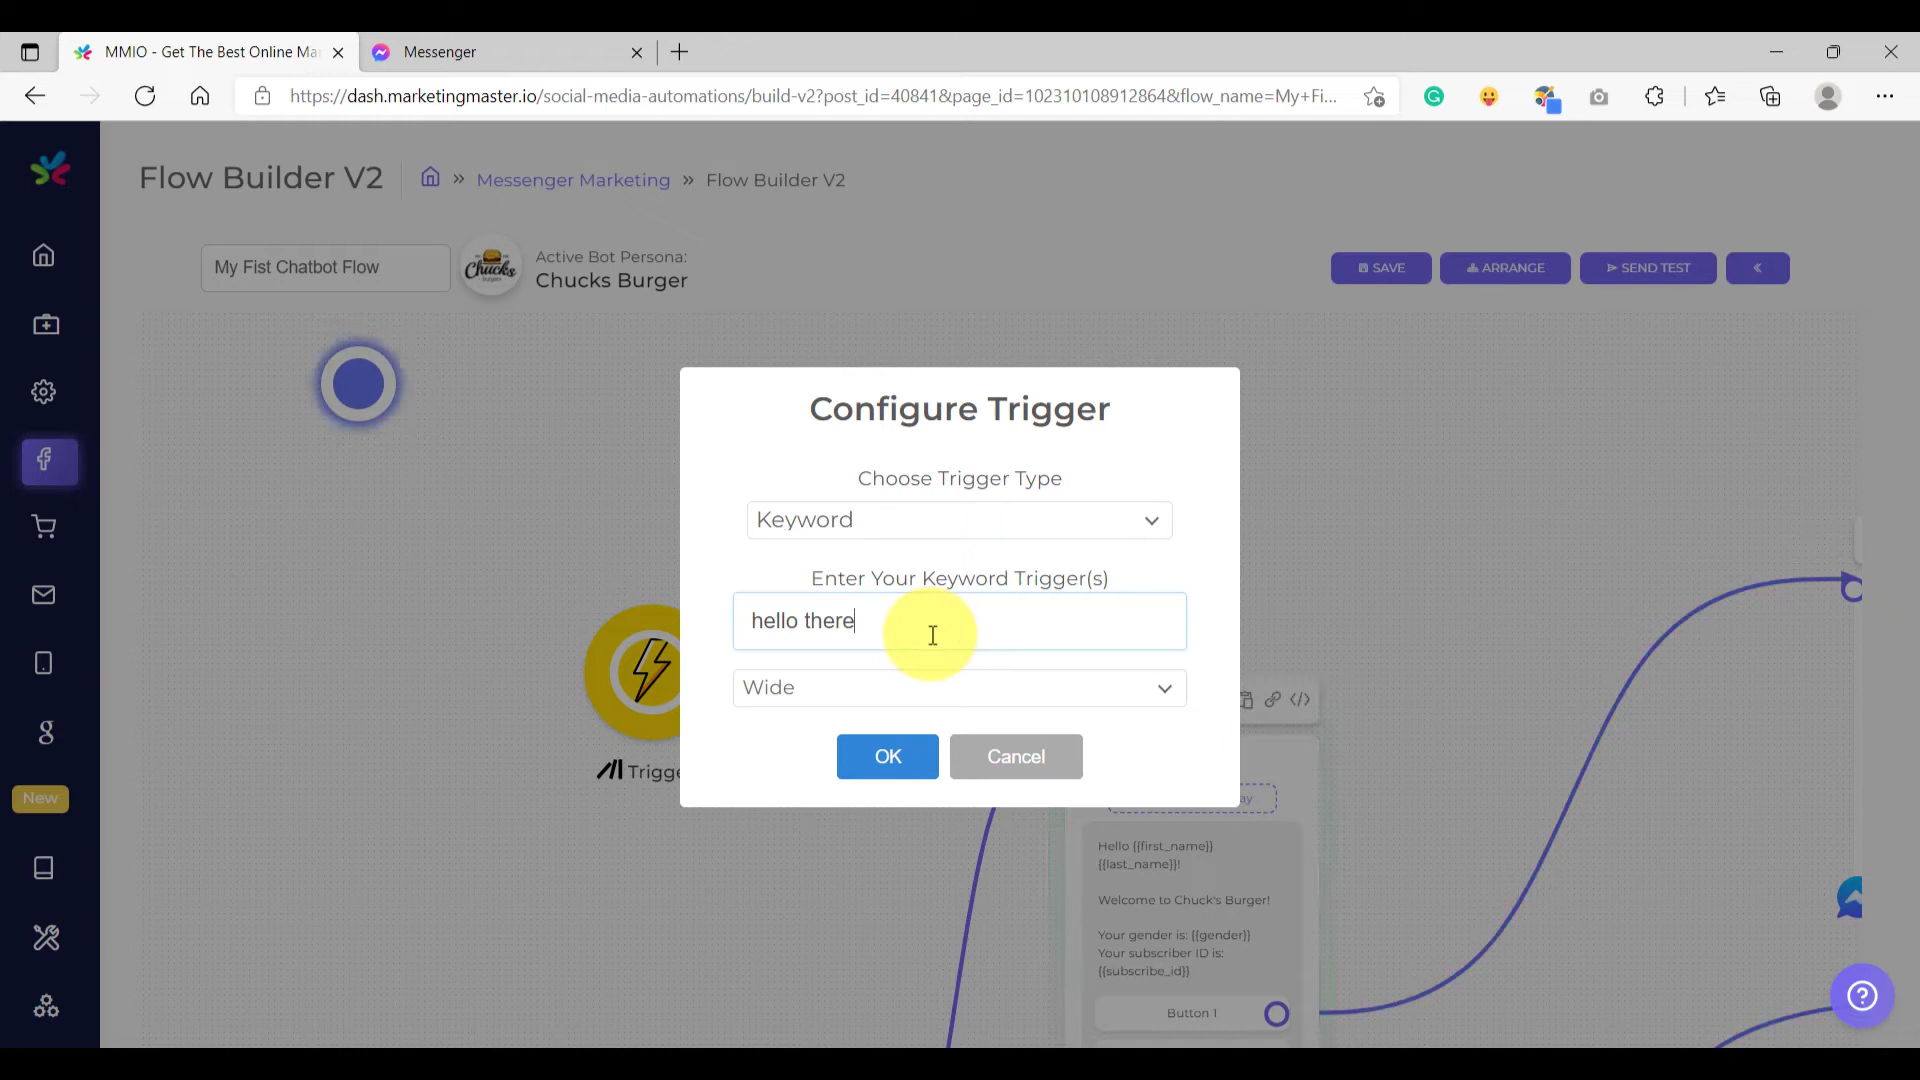 MMIO - Get The Best Online Ma
Messenger
https://dash.marketingmaster.io/social-media-automations/build-v2?post_id=40841&page_id=102310108912864&flow_name=My+Fi...
Flow Builder V2
» Messenger Marketing » Flow Builder V2
My Fist Chatbot Flow
Chucks
Active Bot Persona:
Chucks Burger
SAVE
ARRANGE
SEND TEST
Configure Trigger
Choose Trigger Type
Keyword
Enter Your Keyword Trigger(s)
hello there
Wide
OK
Cancel
Trigge
New
Hello {{first_name}}
{{last_name}}!
Welcome to Chuck's Burger!
Your gender is: {{gender}}
Your subscriber ID is:
{{subscribe_id}}
Button 1